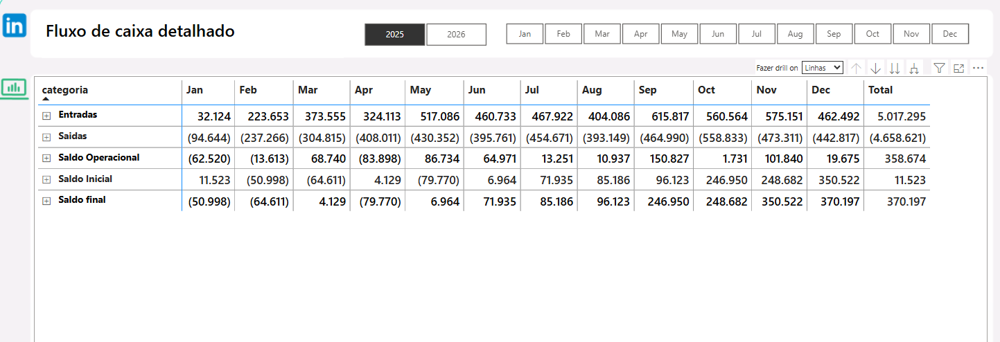 in
Fluxo de caixa detalhado 2025 2026 Jan Feb Mar Apr May Jun Jul Aug Sep Oct Nov Dec
Fazer drill on Linhas
categoria Jan Feb Mar Apr May Jun Jul Aug Sep Oct Nov Dec Total
Entradas 32.124 223.653 373.555 324.113 517.086 460.733 467.922 404.086 615.817 560.564 575.151 462.492 5.017.295
Saidas (94.644) (237.266) (304.815) (408.011) (430.352) (395.761) (454.671) (393.149) (464.990) (558.833) (473.311) (442.817) (4.658.621)
Saldo Operacional (62.520) (13.613) 68.740 (83.898) 86.734 64.971 13.251 10.937 150.827 1.731 101.840 19.675 358.674
Saldo Inicial 11.523 (50.998) (64.611) 4.129 (79.770) 6.964 71.935 85.186 96.123 246.950 248.682 350.522 11.523
Saldo final (50.998) (64.611) 4.129 (79.770) 6.964 71.935 85.186 96.123 246.950 248.682 350.522 370.197 370.197